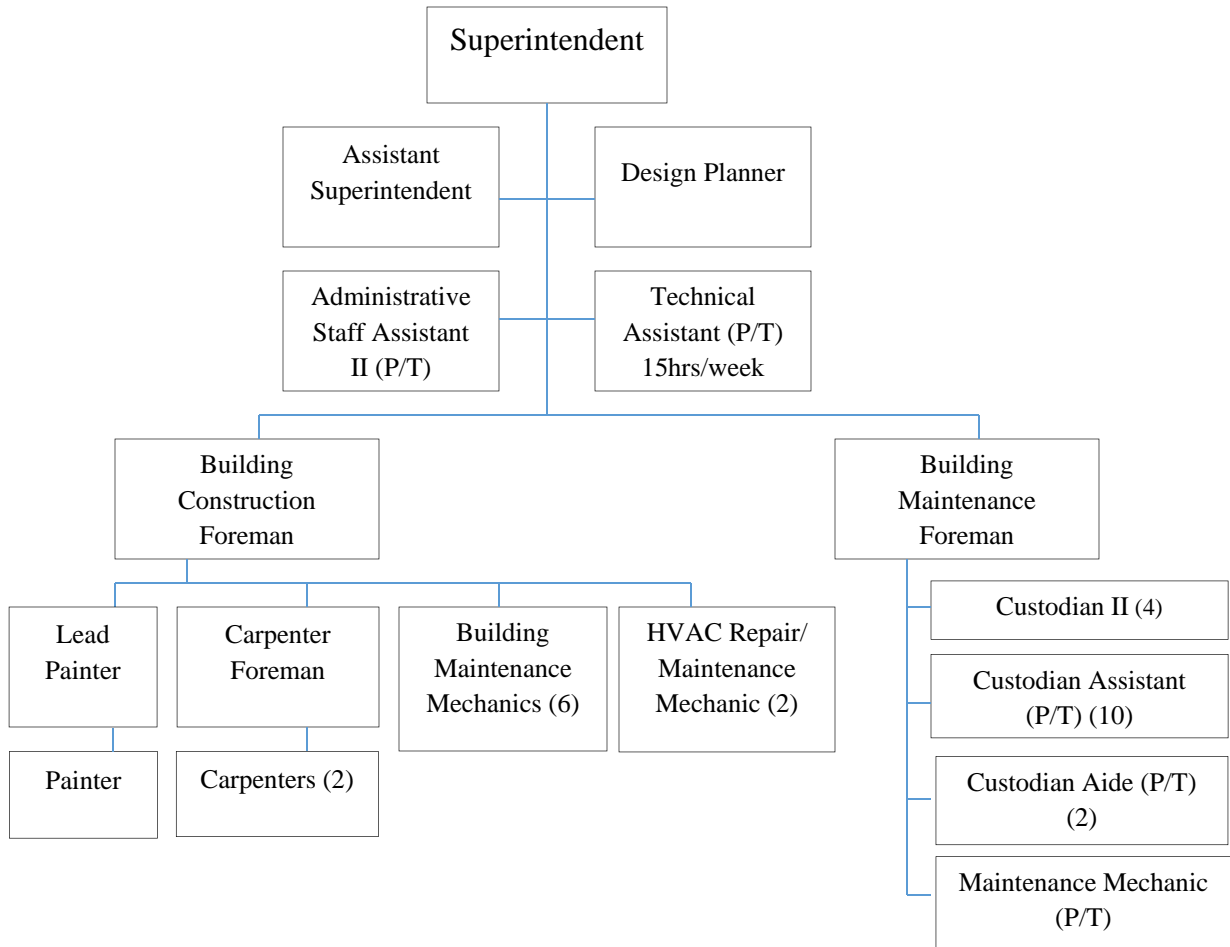 Superintendent
Assistant
Superintendent
Design Planner
Administrative
Staff Assistant
II (P/T)
Technical
Assistant (P/T)
15hrs/week
Building
Construction
Foreman
Building
Maintenance
Foreman
Lead
Painter
Carpenter
Foreman
Building
Maintenance
Mechanics (6)
HVAC Repair/
Maintenance
Mechanic (2)
Painter
Carpenters (2)
Custodian II (4)
Custodian Assistant
(P/T) (10)
Custodian Aide (P/T)
(2)
Maintenance Mechanic
(P/T)